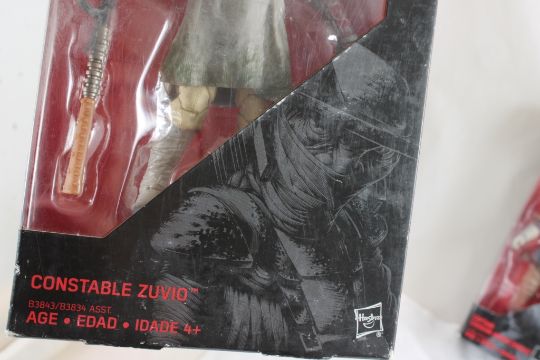 CONSTABLE ZUVIO™
B3843/B3834 ASST.
AGE • EDAD • IDADE 4+
Hasbro